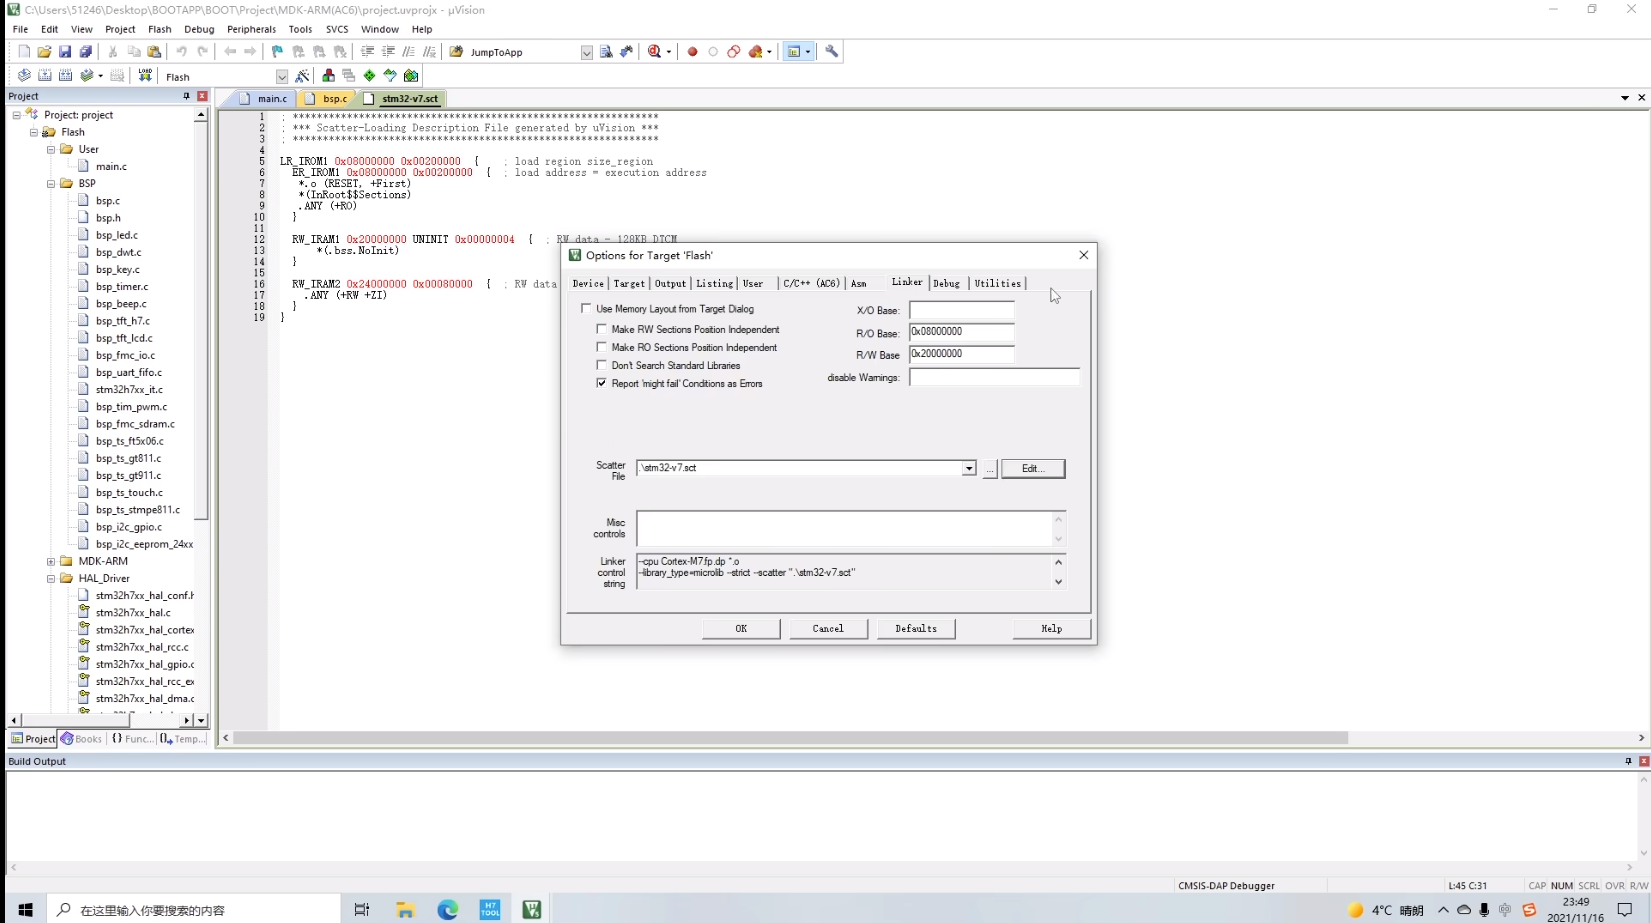 C:\Users\51246\Desktop\BOOTAPP\BOOT\Project\MDK-ARM(AC6)\project.uvprojx - µVision
File Edit View Project Flash Debug Peripherals Tools SVCS Window Help
JumpToApp
LOAD Flash
Project
main.c bsp.c stm32-v7.sct
Project: project
Flash
User
main.c
BSP
bsp.c
bsp.h
bsp_led.c
bsp_dwt.c
bsp_key.c
bsp_timer.c
bsp_beep.c
bsp_tft_h7.c
bsp_tft_lcd.c
bsp_fmc_io.c
bsp_uart_fifo.c
stm32h7xx_it.c
bsp_tim_pwm.c
bsp_fmc_sdram.c
bsp_ts_ft5x06.c
bsp_ts_gt811.c
bsp_ts_gt911.c
bsp_ts_touch.c
bsp_ts_stmpe811.c
bsp_i2c_gpio.c
bsp_i2c_eeprom_24xx
MDK-ARM
HAL_Driver
stm32h7xx_hal_conf.h
stm32h7xx_hal.c
stm32h7xx_hal_cortex
stm32h7xx_hal_rcc.c
stm32h7xx_hal_gpio.c
stm32h7xx_hal_rcc_ex
stm32h7xx_hal_dma.c
Project Books {} Func... Temp...
1 ; *************************************************************
2 ; *** Scatter-Loading Description File generated by uVision ***
3 ; *************************************************************
4
5 LR_IROM1 0x08000000 0x00200000 { ; load region size_region
6 ER_IROM1 0x08000000 0x00200000 { ; load address = execution address
7 *.o (RESET, +First)
8 *(InRoot$$Sections)
9 .ANY (+RO)
10 }
11
12 RW_IRAM1 0x20000000 UNINIT 0x00000004 { ; RW data - 128KB DTCM
13 *(.bss.NoInit)
14 }
15
16 RW_IRAM2 0x24000000 0x00080000 { ; RW data
17 .ANY (+RW +ZI)
18 }
19 }
Options for Target 'Flash'
Device Target Output Listing User C/C++ (AC6) Asm Linker Debug Utilities
Use Memory Layout from Target Dialog
Make RW Sections Position Independent
Make RO Sections Position Independent
Don't Search Standard Libraries
Report 'might fail' Conditions as Errors
X/O Base:
R/O Base: 0x08000000
R/W Base 0x20000000
disable Warnings:
Scatter File .\stm32-v7.sct ... Edit...
Misc controls
Linker control string
--cpu Cortex-M7.fp.dp *.o
--library_type=microlib --strict --scatter ".\stm32-v7.sct"
OK Cancel Defaults Help
Build Output
CMSIS-DAP Debugger L:45 C:31 CAP NUM SCRL OVR R/W
在这里输入你要搜索的内容
H7 TOOL
4°C 晴朗
中
23:49
2021/11/16